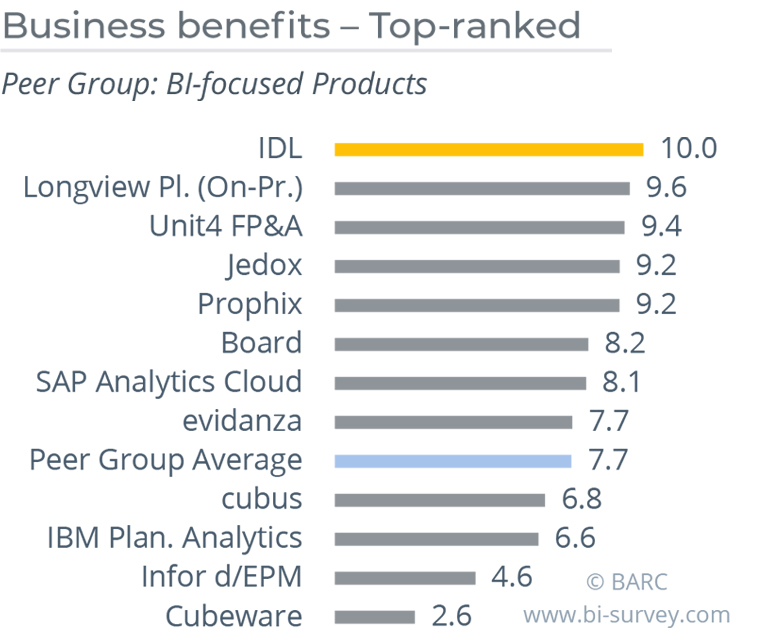 Business benefits – Top-ranked
Peer Group: BI-focused Products
IDL 10.0
Longview Pl. (On-Pr.) 9.6
Unit4 FP&A 9.4
Jedox 9.2
Prophix 9.2
Board 8.2
SAP Analytics Cloud 8.1
evidanza 7.7
Peer Group Average 7.7
cubus 6.8
IBM Plan. Analytics 6.6
Infor d/EPM 4.6
© BARC
Cubeware 2.6
www.bi-survey.com